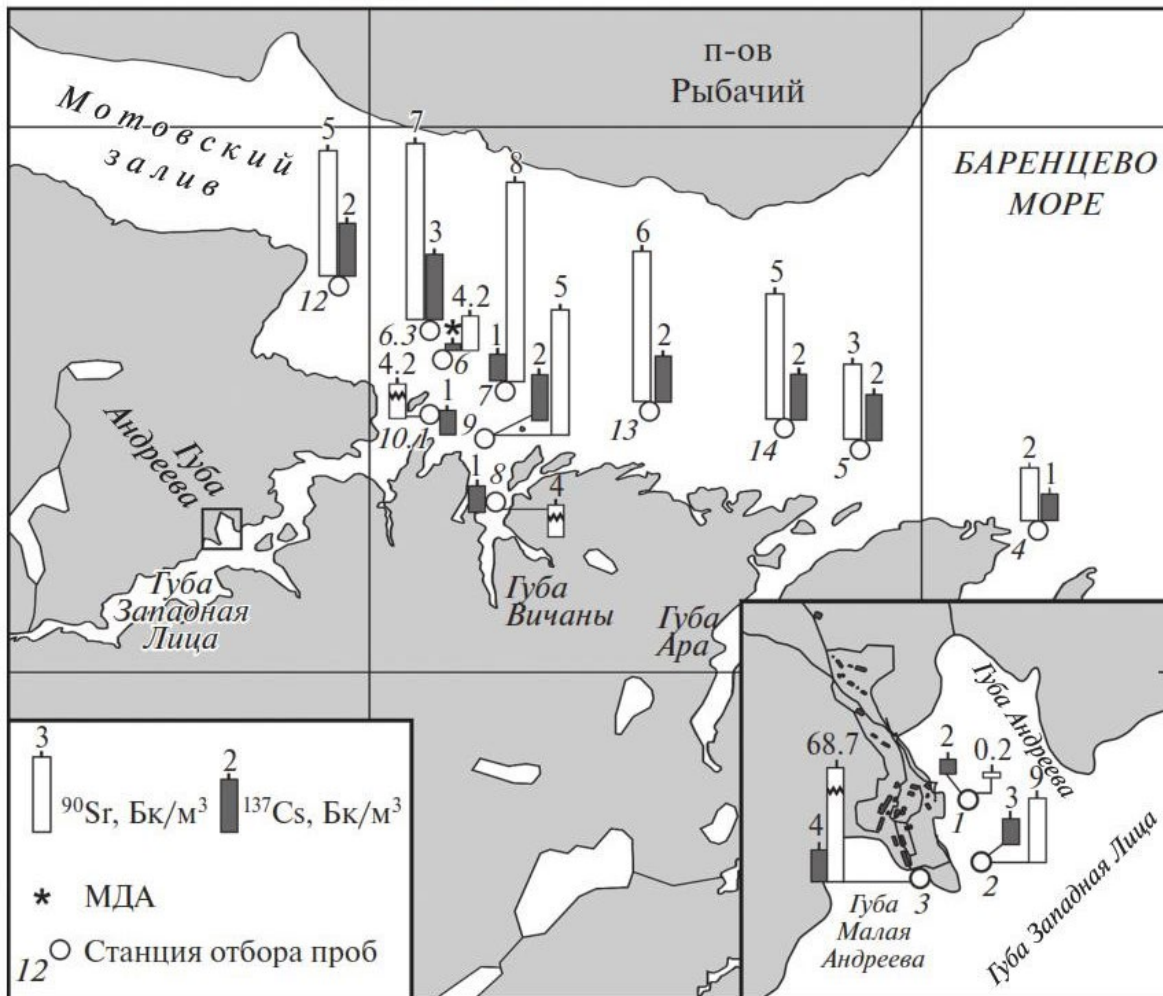 п-ов
Рыбачий
Мотовский
залив
БАРЕНЦЕВО
МОРЕ
5
2
12
7
3
6.3
4.2
*
6
8
1
7
5
2
9
4.2
1
10.1
1
8
4
6
2
13
5
2
14
3
2
5
2
1
4
Губа
Андреева
Губа
Западная
Лица
Губа
Вичаны
Губа
Ара
3
⁹⁰Sr, Бк/м³
2
¹³⁷Cs, Бк/м³
* МДА
12 Станция отбора проб
Губа Андреева
68.7
4
3
2
0.2
1
3
9
2
Губа
Малая
Андреева
Губа Западная Лица